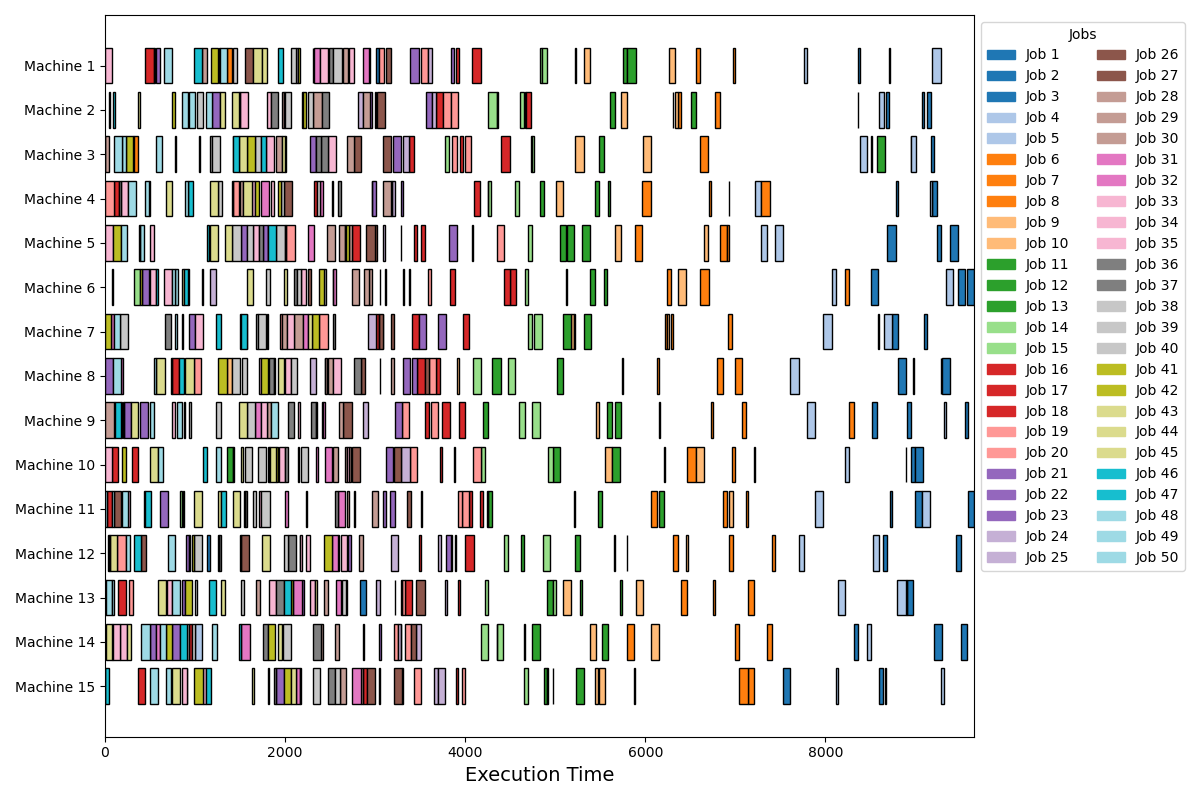 Machine 1
Machine 2
Machine 3
Machine 4
Machine 5
Machine 6
Machine 7
Machine 8
Machine 9
Machine 10
Machine 11
Machine 12
Machine 13
Machine 14
Machine 15
0 2000 4000 6000 8000
Execution Time
Jobs
Job 1 Job 26
Job 2 Job 27
Job 3 Job 28
Job 4 Job 29
Job 5 Job 30
Job 6 Job 31
Job 7 Job 32
Job 8 Job 33
Job 9 Job 34
Job 10 Job 35
Job 11 Job 36
Job 12 Job 37
Job 13 Job 38
Job 14 Job 39
Job 15 Job 40
Job 16 Job 41
Job 17 Job 42
Job 18 Job 43
Job 19 Job 44
Job 20 Job 45
Job 21 Job 46
Job 22 Job 47
Job 23 Job 48
Job 24 Job 49
Job 25 Job 50